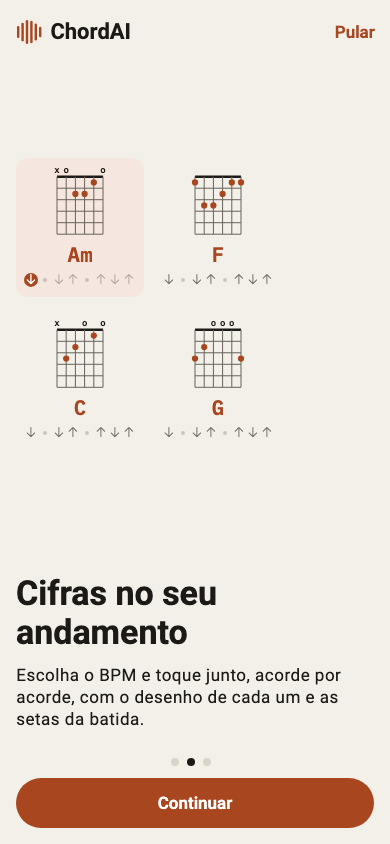 ChordAI
Pular
x o o
Am
F
↓ • ↓ ↑ • ↑ ↓ ↑
↓ • ↓ ↑ • ↑ ↓ ↑
x o o
o o o
C
G
↓ • ↓ ↑ • ↑ ↓ ↑
↓ • ↓ ↑ • ↑ ↓ ↑
Cifras no seu
andamento
Escolha o BPM e toque junto, acorde por
acorde, com o desenho de cada um e as
setas da batida.
Continuar